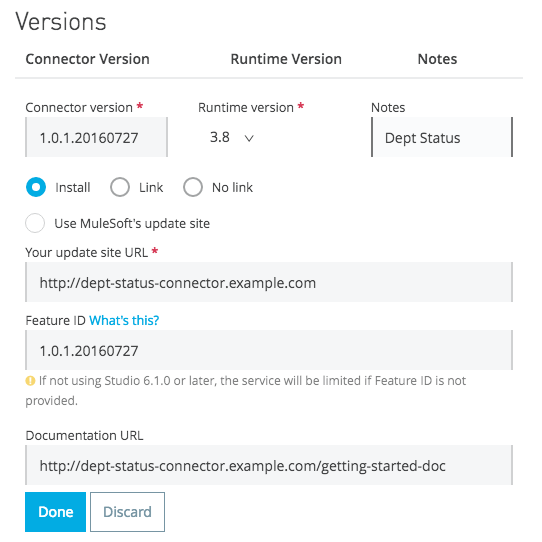 Versions
Connector Version Runtime Version Notes
Connector version * Runtime version * Notes
1.0.1.20160727 3.8 Dept Status
Install Link No link
Use MuleSoft's update site
Your update site URL *
http://dept-status-connector.example.com
Feature ID What's this?
1.0.1.20160727
If not using Studio 6.1.0 or later, the service will be limited if Feature ID is not
provided.
Documentation URL
http://dept-status-connector.example.com/getting-started-doc
Done Discard